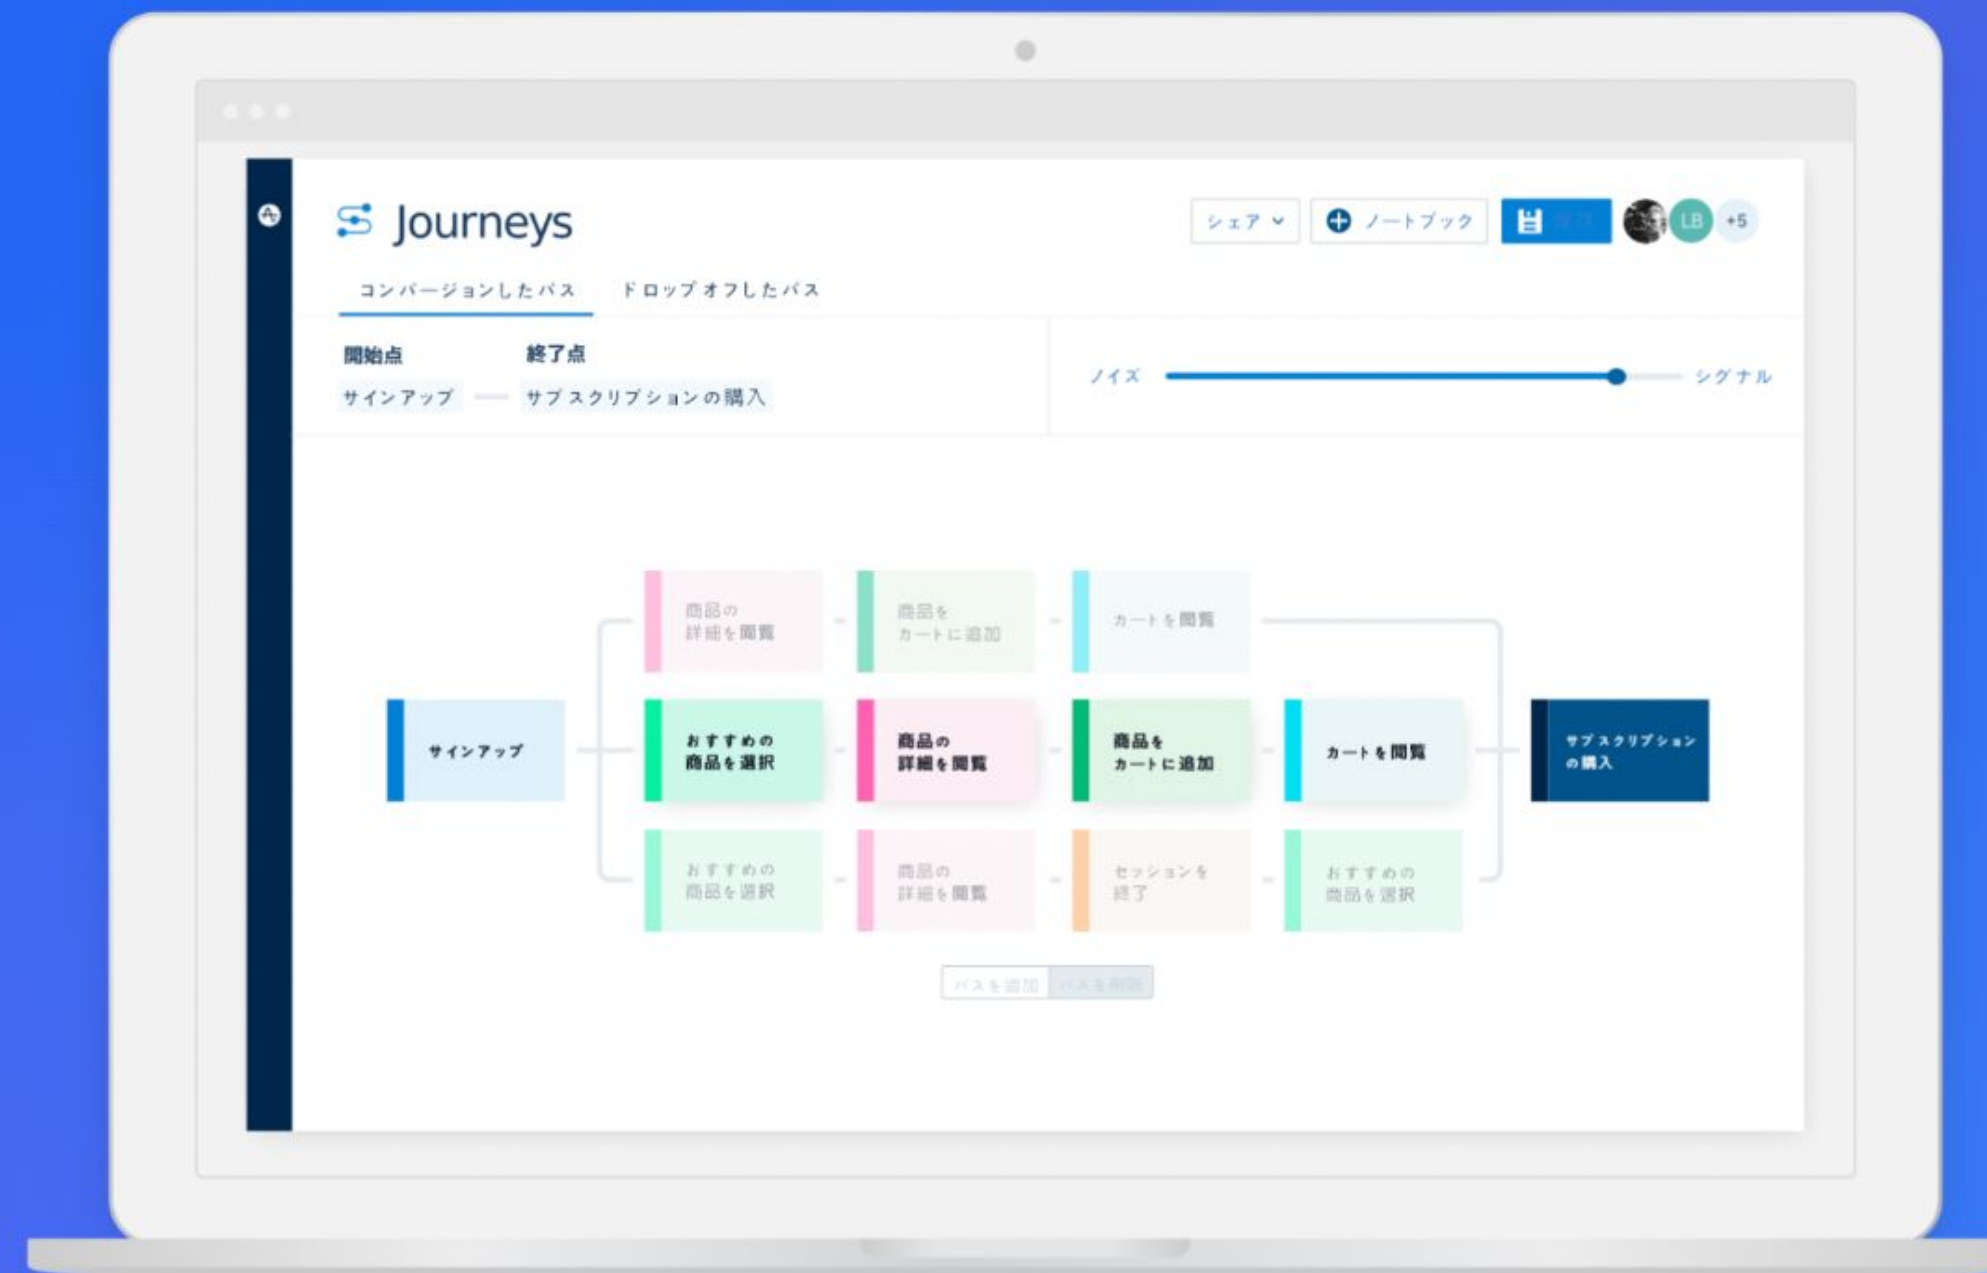 Journeys
シェア
ノートブック
LB
+5
コンバージョンしたパス
ドロップオフしたパス
開始点
終了点
サインアップ
サブスクリプションの購入
ノイズ
シグナル
商品の
詳細を閲覧
商品を
カートに追加
カートを閲覧
サインアップ
おすすめの
商品を選択
商品の
詳細を閲覧
商品を
カートに追加
カートを閲覧
サブスクリプション
の購入
おすすめの
商品を選択
商品の
詳細を閲覧
セッションを
終了
おすすめの
商品を選択
パスを追加
パスを削除